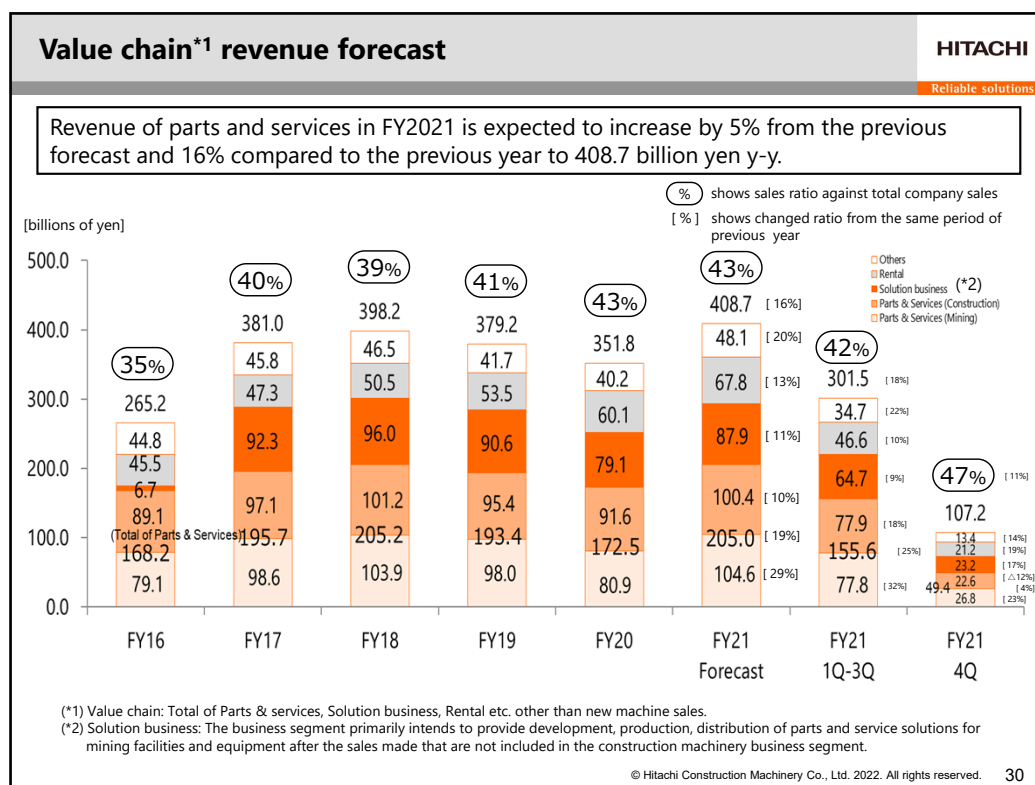 Value chain*1 revenue forecast
HITACHI
Reliable solutions
Revenue of parts and services in FY2021 is expected to increase by 5% from the previous
forecast and 16% compared to the previous year to 408.7 billion yen y-y.
% shows sales ratio against total company sales
[ % ] shows changed ratio from the same period of
previous year
[billions of yen]
500.0
400.0
300.0
200.0
100.0
0.0
Others
Rental
Solution business (*2)
Parts & Services (Construction)
Parts & Services (Mining)
35%
265.2
44.8
45.5
6.7
89.1
(Total of Parts & Services)
168.2
79.1
40%
381.0
45.8
47.3
92.3
97.1
195.7
98.6
39%
398.2
46.5
50.5
96.0
101.2
205.2
103.9
41%
379.2
41.7
53.5
90.6
95.4
193.4
98.0
43%
351.8
40.2
60.1
79.1
91.6
172.5
80.9
43%
408.7 [ 16%]
48.1 [ 20%]
67.8 [ 13%]
87.9 [ 11%]
100.4 [ 10%]
205.0 [ 19%]
104.6 [ 29%]
42%
301.5 [ 18%]
34.7 [ 22%]
46.6 [ 10%]
64.7 [ 9%]
77.9 [ 18%]
155.6 [ 25%]
77.8 [ 32%]
47% [ 11%]
107.2
13.4 [ 14%]
21.2 [ 19%]
23.2 [ 17%]
22.6 [ △12%]
49.4 [ 4%]
26.8 [ 23%]
FY16 FY17 FY18 FY19 FY20 FY21 FY21 FY21
Forecast 1Q-3Q 4Q
(*1) Value chain: Total of Parts & services, Solution business, Rental etc. other than new machine sales.
(*2) Solution business: The business segment primarily intends to provide development, production, distribution of parts and service solutions for
mining facilities and equipment after the sales made that are not included in the construction machinery business segment.
© Hitachi Construction Machinery Co., Ltd. 2022. All rights reserved. 30